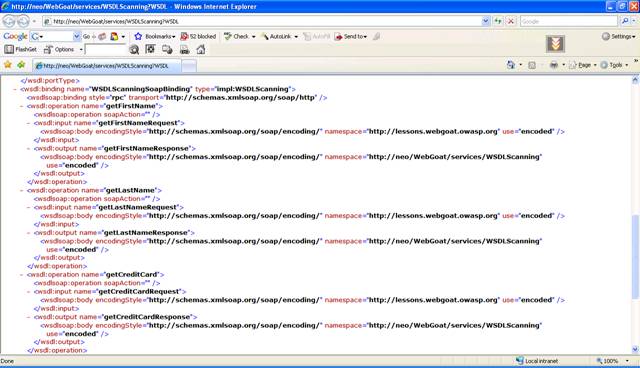 http://neo/WebGoat/services/WSDLScanning?WSDL - Windows Internet Explorer
http://neo/WebGoat/services/WSDLScanning?WSDL
Google
Google
Go
Bookmarks
52 blocked
Check
AutoLink
AutoFill
Send to
Settings
FlashGet
Options
http://neo/WebGoat/services/WSDLScanning?WSDL
Page
Tools
</wsdl:portType>
- <wsdl:binding name="WSDLScanningSoapBinding" type="impl:WSDLScanning">
<wsdlsoap:binding style="rpc" transport="http://schemas.xmlsoap.org/soap/http" />
- <wsdl:operation name="getFirstName">
<wsdlsoap:operation soapAction="" />
- <wsdl:input name="getFirstNameRequest">
<wsdlsoap:body encodingStyle="http://schemas.xmlsoap.org/soap/encoding/" namespace="http://lessons.webgoat.owasp.org" use="encoded" />
</wsdl:input>
- <wsdl:output name="getFirstNameResponse">
<wsdlsoap:body encodingStyle="http://schemas.xmlsoap.org/soap/encoding/" namespace="http://neo/WebGoat/services/WSDLScanning"
use="encoded" />
</wsdl:output>
</wsdl:operation>
- <wsdl:operation name="getLastName">
<wsdlsoap:operation soapAction="" />
- <wsdl:input name="getLastNameRequest">
<wsdlsoap:body encodingStyle="http://schemas.xmlsoap.org/soap/encoding/" namespace="http://lessons.webgoat.owasp.org" use="encoded" />
</wsdl:input>
- <wsdl:output name="getLastNameResponse">
<wsdlsoap:body encodingStyle="http://schemas.xmlsoap.org/soap/encoding/" namespace="http://neo/WebGoat/services/WSDLScanning"
use="encoded" />
</wsdl:output>
</wsdl:operation>
- <wsdl:operation name="getCreditCard">
<wsdlsoap:operation soapAction="" />
- <wsdl:input name="getCreditCardRequest">
<wsdlsoap:body encodingStyle="http://schemas.xmlsoap.org/soap/encoding/" namespace="http://lessons.webgoat.owasp.org" use="encoded" />
</wsdl:input>
- <wsdl:output name="getCreditCardResponse">
<wsdlsoap:body encodingStyle="http://schemas.xmlsoap.org/soap/encoding/" namespace="http://neo/WebGoat/services/WSDLScanning"
use="encoded" />
</wsdl:output>
</wsdl:operation>
Done
Local intranet
100%